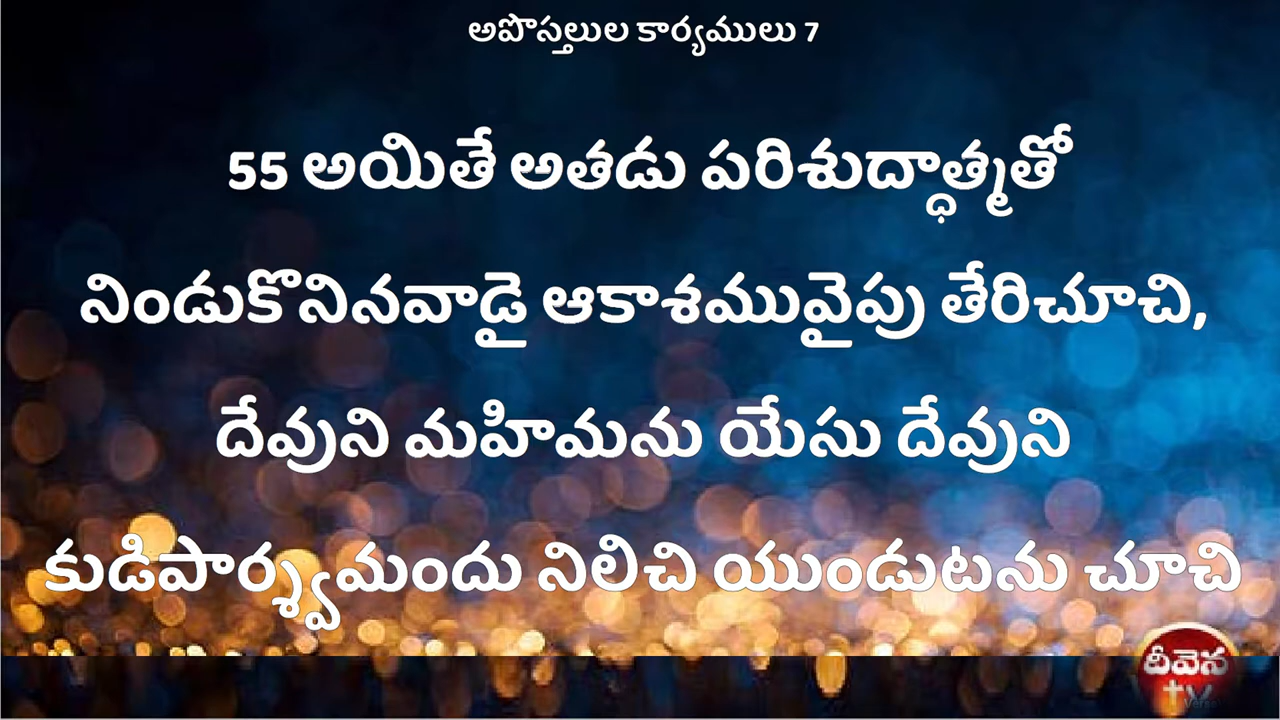 అపొస్తలుల కార్యములు 7
55 అయితే అతడు పరిశుద్ధాత్మతో
నిండుకొనినవాడై ఆకాశమువైపు తేరిచూచి,
దేవుని మహిమను యేసు దేవుని
కుడిపార్శ్వమందు నిలిచి యుండుటను చూచి
దీవెన
tv